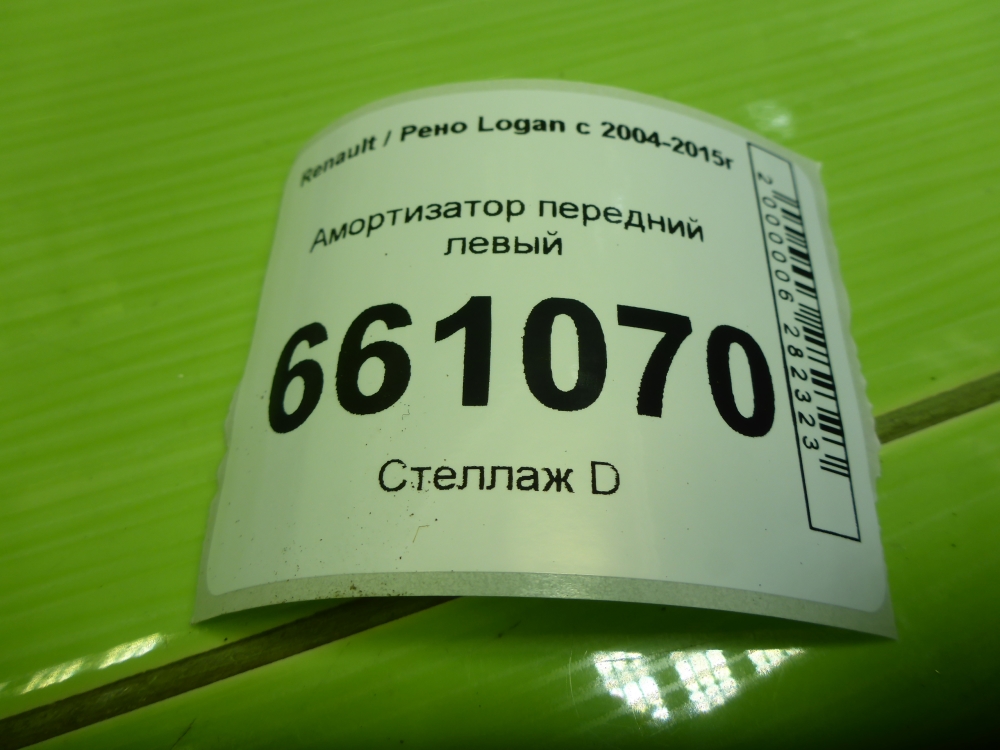 Renault / Рено Logan с 2004-2015г
Амортизатор передний
левый
661070
Стеллаж D
2000006282323